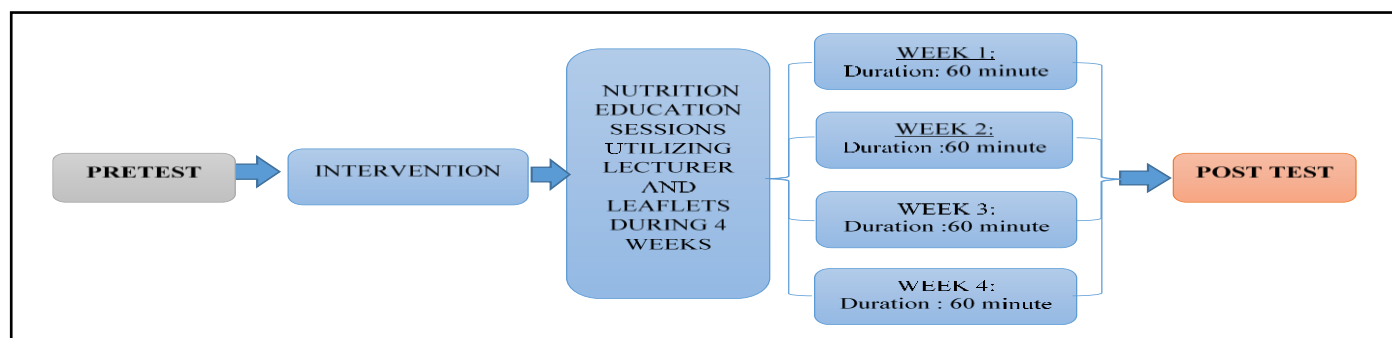 PRETEST
INTERVENTION
NUTRITION
EDUCATION
SESSIONS
UTILIZING
LECTURER
AND
LEAFLETS
DURING 4
WEEKS
WEEK 1:
Duration: 60 minute
WEEK 2:
Duration :60 minute
WEEK 3:
Duration :60 minute
WEEK 4:
Duration : 60 minute
POST TEST